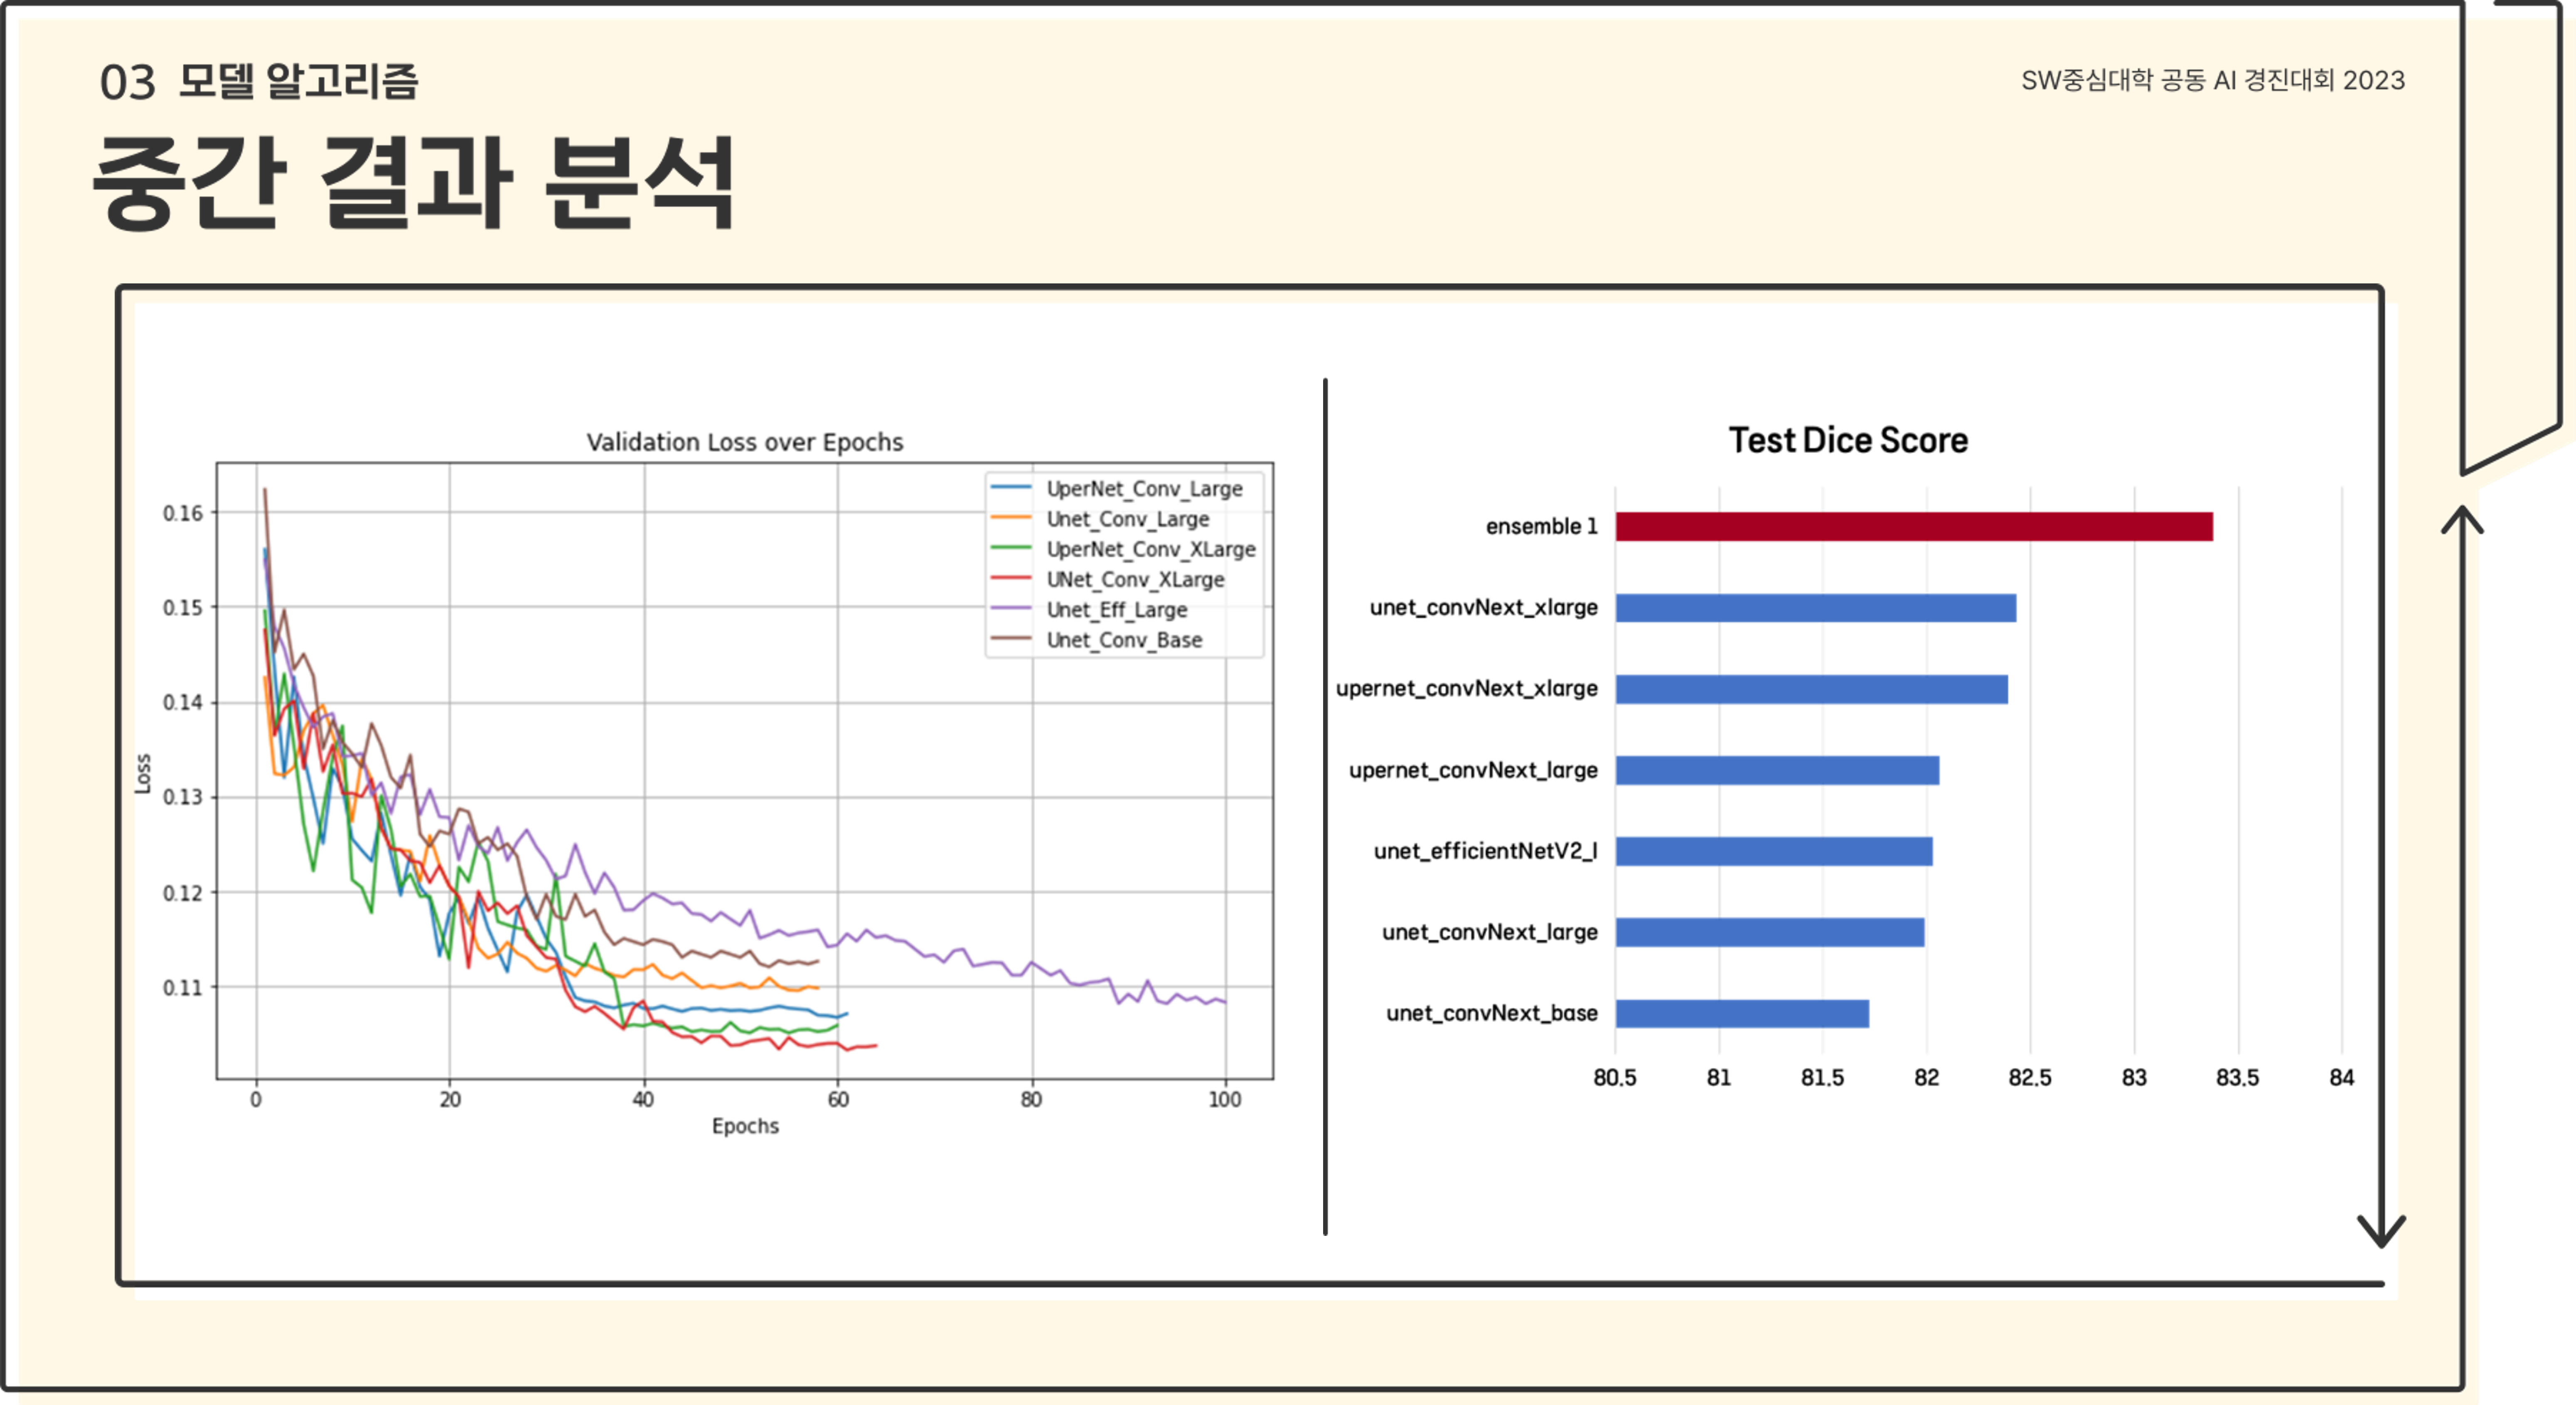 03 모델 알고리즘
SW중심대학 공동 AI 경진대회 2023
중간 결과 분석
Validation Loss over Epochs
UperNet_Conv_Large
Unet_Conv_Large
UperNet_Conv_XLarge
UNet_Conv_XLarge
Unet_Eff_Large
Unet_Conv_Base
0.16
0.15
0.14
0.13
0.12
0.11
Loss
0 20 40 60 80 100
Epochs
Test Dice Score
ensemble 1
unet_convNext_xlarge
upernet_convNext_xlarge
upernet_convNext_large
unet_efficientNetV2_l
unet_convNext_large
unet_convNext_base
80.5 81 81.5 82 82.5 83 83.5 84